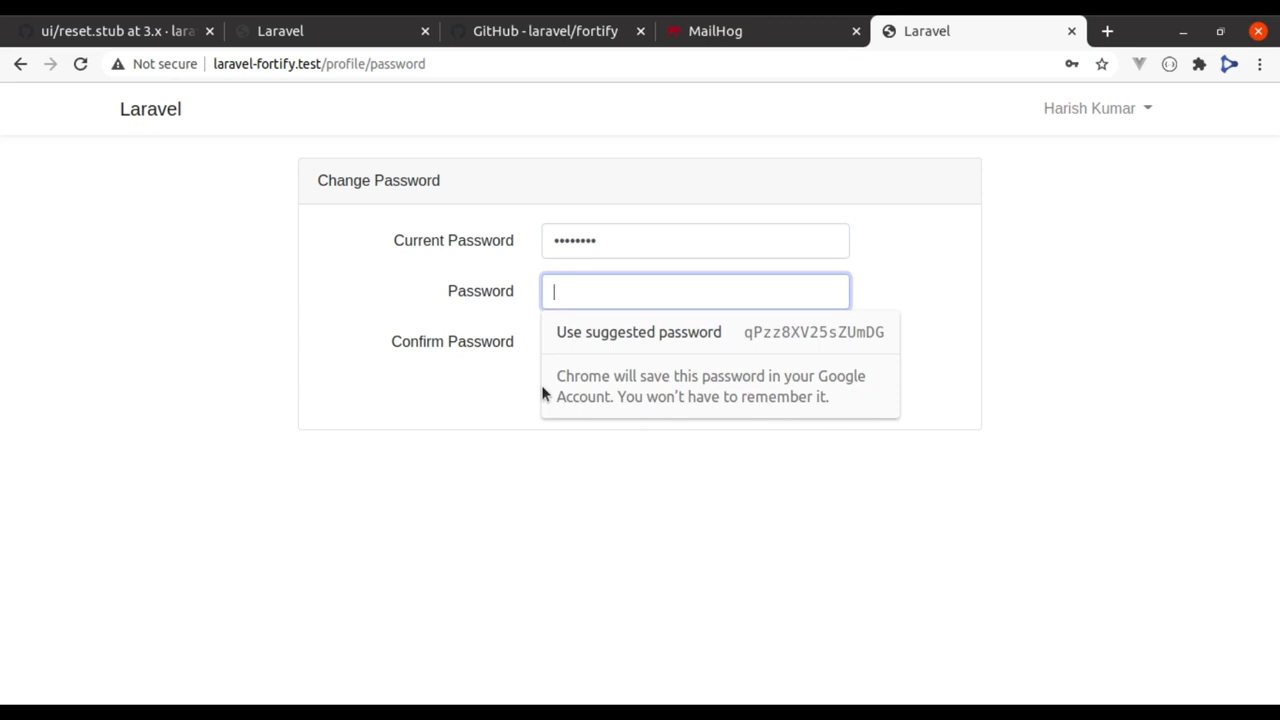 ui/reset.stub at 3.x · lara
Laravel
GitHub - laravel/fortify
MailHog
Laravel
Not secure
laravel-fortify.test/profile/password
Laravel
Harish Kumar
Change Password
Current Password
Password
Use suggested password qPzz8XV25sZUmDG
Confirm Password
Chrome will save this password in your Google
Account. You won't have to remember it.